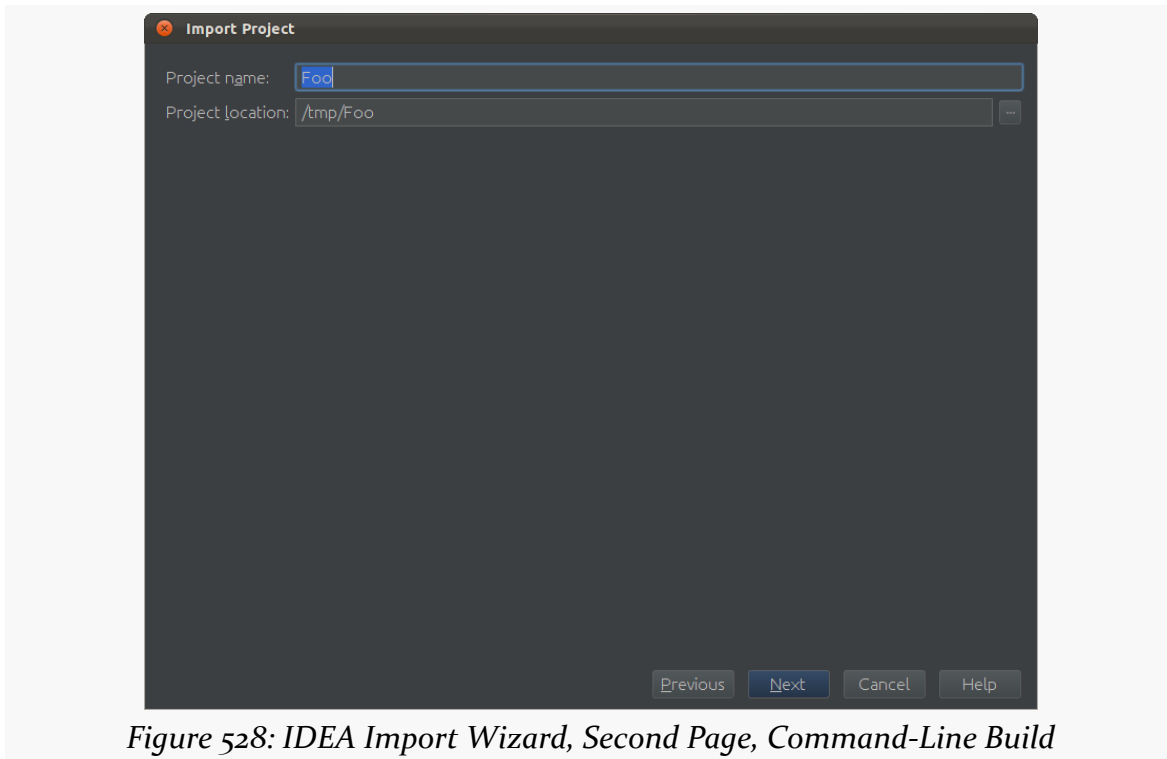 Import Project
Project name: Foo
Project location: /tmp/Foo ...
Previous Next Cancel Help
Figure 528: IDEA Import Wizard, Second Page, Command-Line Build